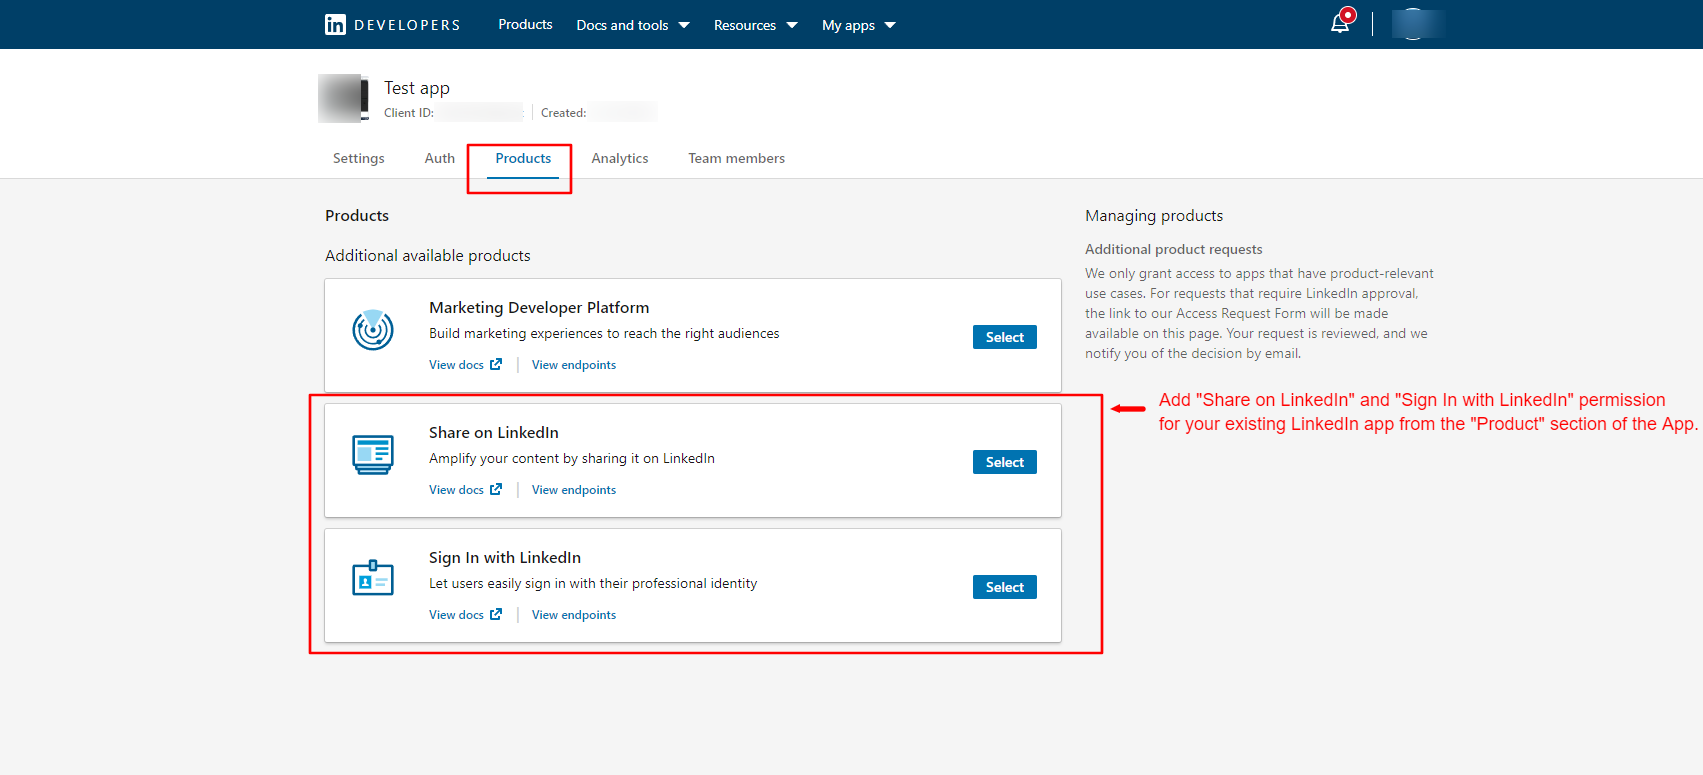 in DEVELOPERS Products Docs and tools Resources My apps
Test app
Client ID: Created:
Settings Auth Products Analytics Team members
Products
Additional available products
Marketing Developer Platform
Build marketing experiences to reach the right audiences
View docs View endpoints
Select
Share on LinkedIn
Amplify your content by sharing it on LinkedIn
View docs View endpoints
Select
Sign In with LinkedIn
Let users easily sign in with their professional identity
View docs View endpoints
Select
Managing products
Additional product requests
We only grant access to apps that have product-relevant
use cases. For requests that require LinkedIn approval,
the link to our Access Request Form will be made
available on this page. Your request is reviewed, and we
notify you of the decision by email.
Add "Share on LinkedIn" and "Sign In with LinkedIn" permission
for your existing LinkedIn app from the "Product" section of the App.